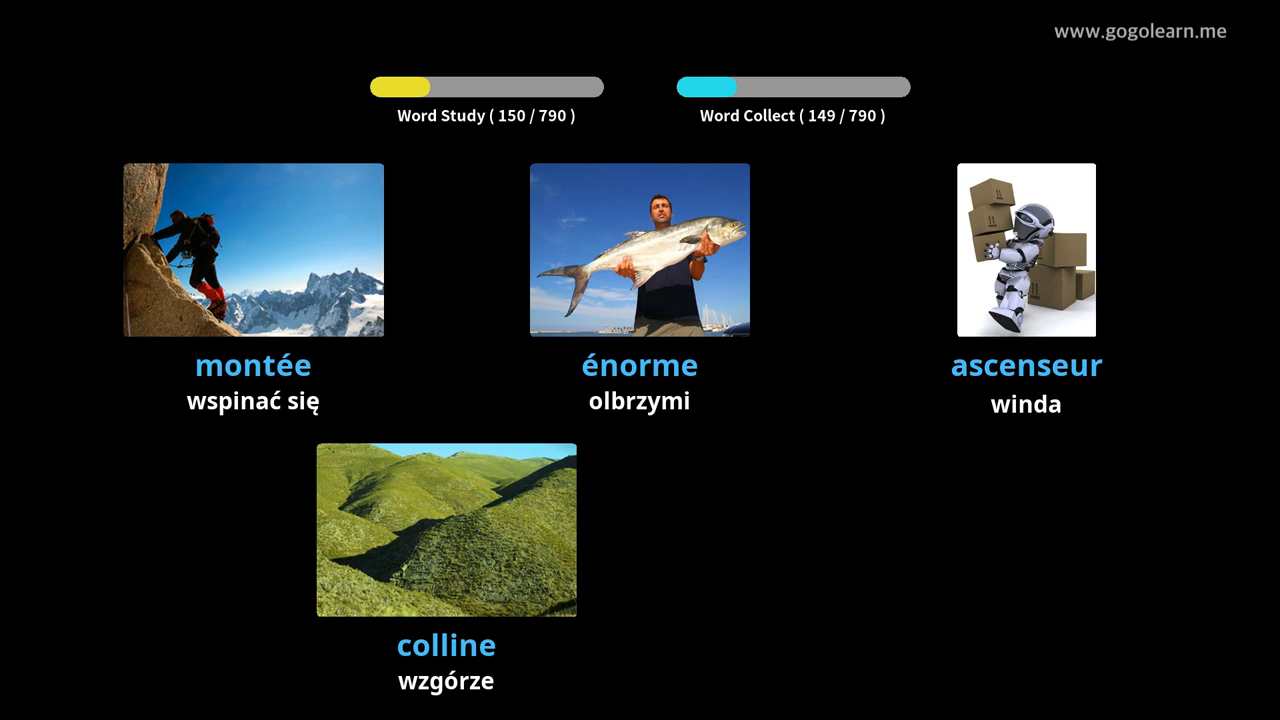 www.gogolearn.me
Word Study ( 150 / 790 )
Word Collect ( 149 / 790 )
montée
wspinać się
énorme
olbrzymi
ascenseur
winda
colline
wzgórze